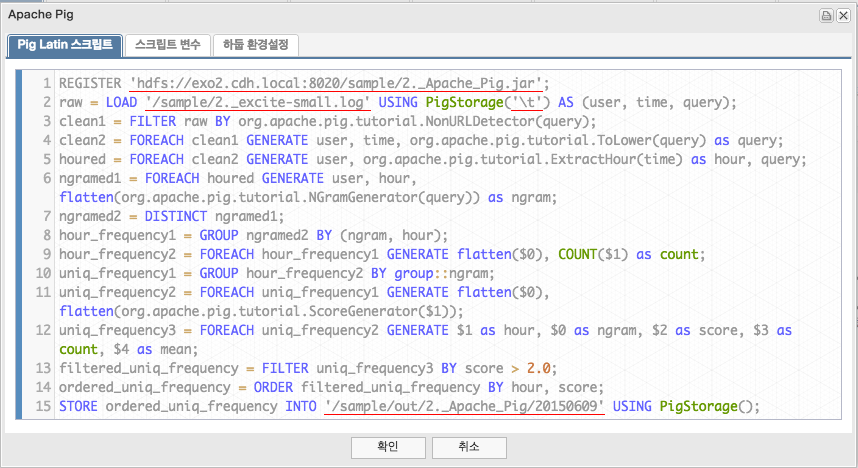 Apache Pig
Pig Latin 스크립트
스크립트 변수
하둡 환경설정
1 REGISTER 'hdfs://exo2.cdh.local:8020/sample/2._Apache_Pig.jar';
2 raw = LOAD '/sample/2._excite-small.log' USING PigStorage('\t') AS (user, time, query);
3 clean1 = FILTER raw BY org.apache.pig.tutorial.NonURLDetector(query);
4 clean2 = FOREACH clean1 GENERATE user, time, org.apache.pig.tutorial.ToLower(query) as query;
5 houred = FOREACH clean2 GENERATE user, org.apache.pig.tutorial.ExtractHour(time) as hour, query;
6 ngramed1 = FOREACH houred GENERATE user, hour,
flatten(org.apache.pig.tutorial.NGramGenerator(query)) as ngram;
7 ngramed2 = DISTINCT ngramed1;
8 hour_frequency1 = GROUP ngramed2 BY (ngram, hour);
9 hour_frequency2 = FOREACH hour_frequency1 GENERATE flatten($0), COUNT($1) as count;
10 uniq_frequency1 = GROUP hour_frequency2 BY group::ngram;
11 uniq_frequency2 = FOREACH uniq_frequency1 GENERATE flatten($0),
flatten(org.apache.pig.tutorial.ScoreGenerator($1));
12 uniq_frequency3 = FOREACH uniq_frequency2 GENERATE $1 as hour, $0 as ngram, $2 as score, $3 as
count, $4 as mean;
13 filtered_uniq_frequency = FILTER uniq_frequency3 BY score > 2.0;
14 ordered_uniq_frequency = ORDER filtered_uniq_frequency BY hour, score;
15 STORE ordered_uniq_frequency INTO '/sample/out/2._Apache_Pig/20150609' USING PigStorage();
확인
취소